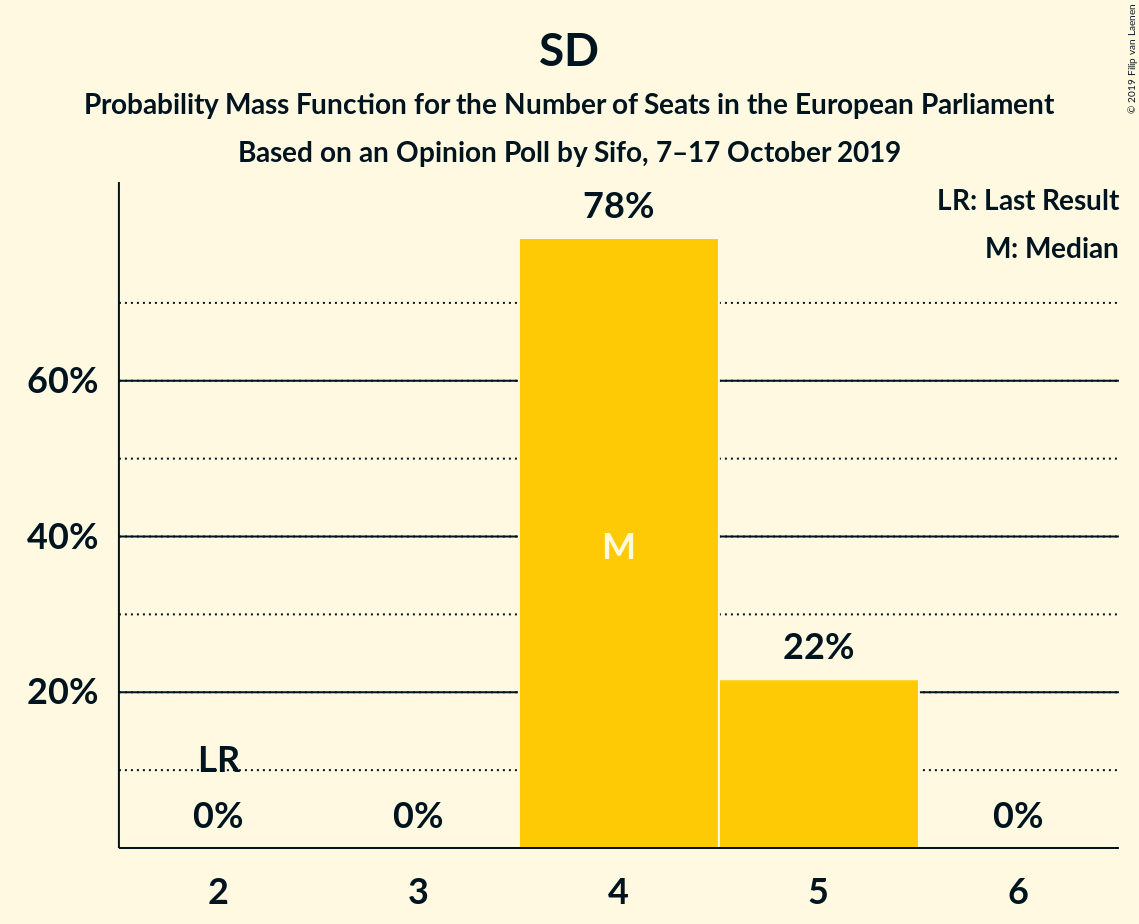 SD
Probability Mass Function for the Number of Seats in the European Parliament
Based on an Opinion Poll by Sifo, 7–17 October 2019
© 2019 Filip van Laenen
LR: Last Result
M: Median
78%
60%
40%
M
22%
20%
LR
0%
0%
0%
2
3
4
5
6